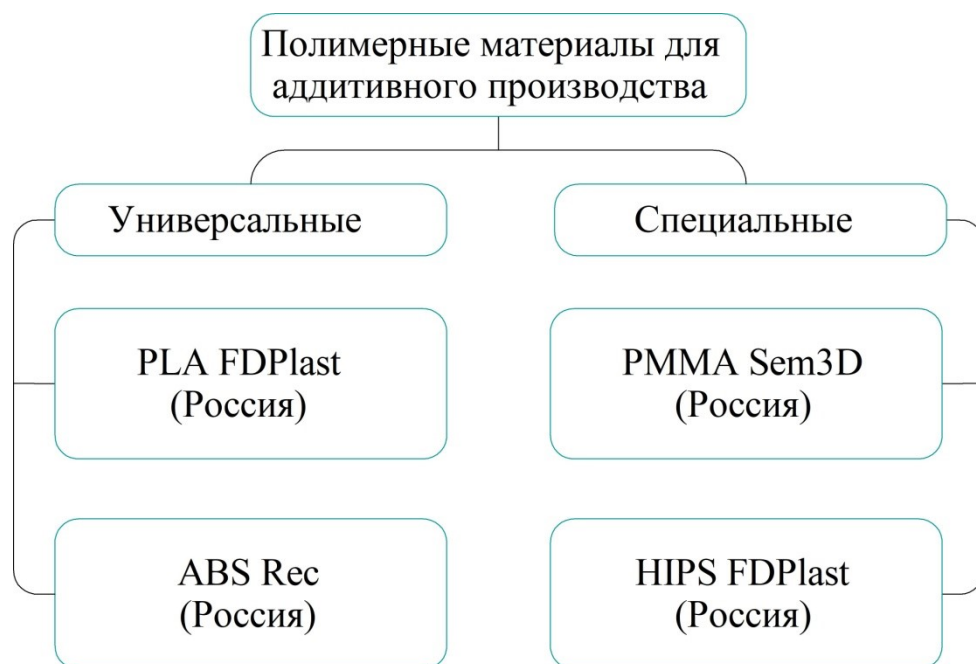 Полимерные материалы для
аддитивного производства
Универсальные
Специальные
PLA FDPlast
(Россия)
PMMA Sem3D
(Россия)
ABS Rec
(Россия)
HIPS FDPlast
(Россия)